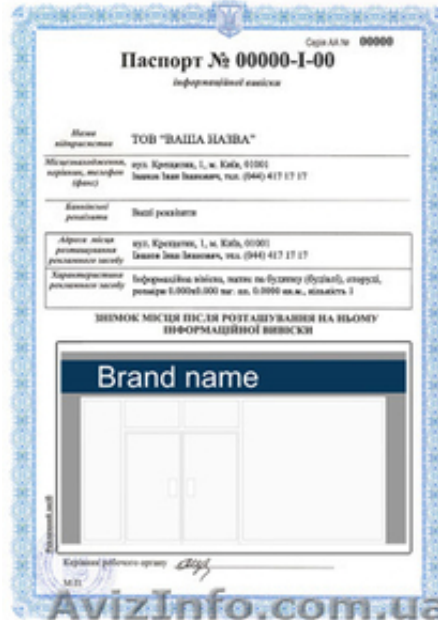 Серія АА № 00000
Паспорт № 00000-І-00
інформаційної вивіски
Назва
підприємства
ТОВ "ВАША НАЗВА"
Місцезнаходження,
керівник, телефон
(факс)
вул. Хрещатик, 1, м. Київ, 01001
Іванов Іван Іванович, тел. (044) 417 17 17
Банківські
реквізити
Ваші реквізити
Адреса місця
розташування
рекламного засобу
вул. Хрещатик, 1, м. Київ, 01001
Іванов Іван Іванович, тел. (044) 417 17 17
Характеристика
рекламного засобу
Інформаційна вивіска, напис на будинку (будівлі), споруді,
розміри 0.000х0.000 кв.м., кількість 1
ЗНІМОК МІСЦЯ ПІСЛЯ РОЗТАШУВАННЯ НА НЬОМУ
ІНФОРМАЦІЙНОЇ ВИВІСКИ
Brand name
Рекламний засіб
Керівник робочого органу
М.П.
AvizInfo.com.ua